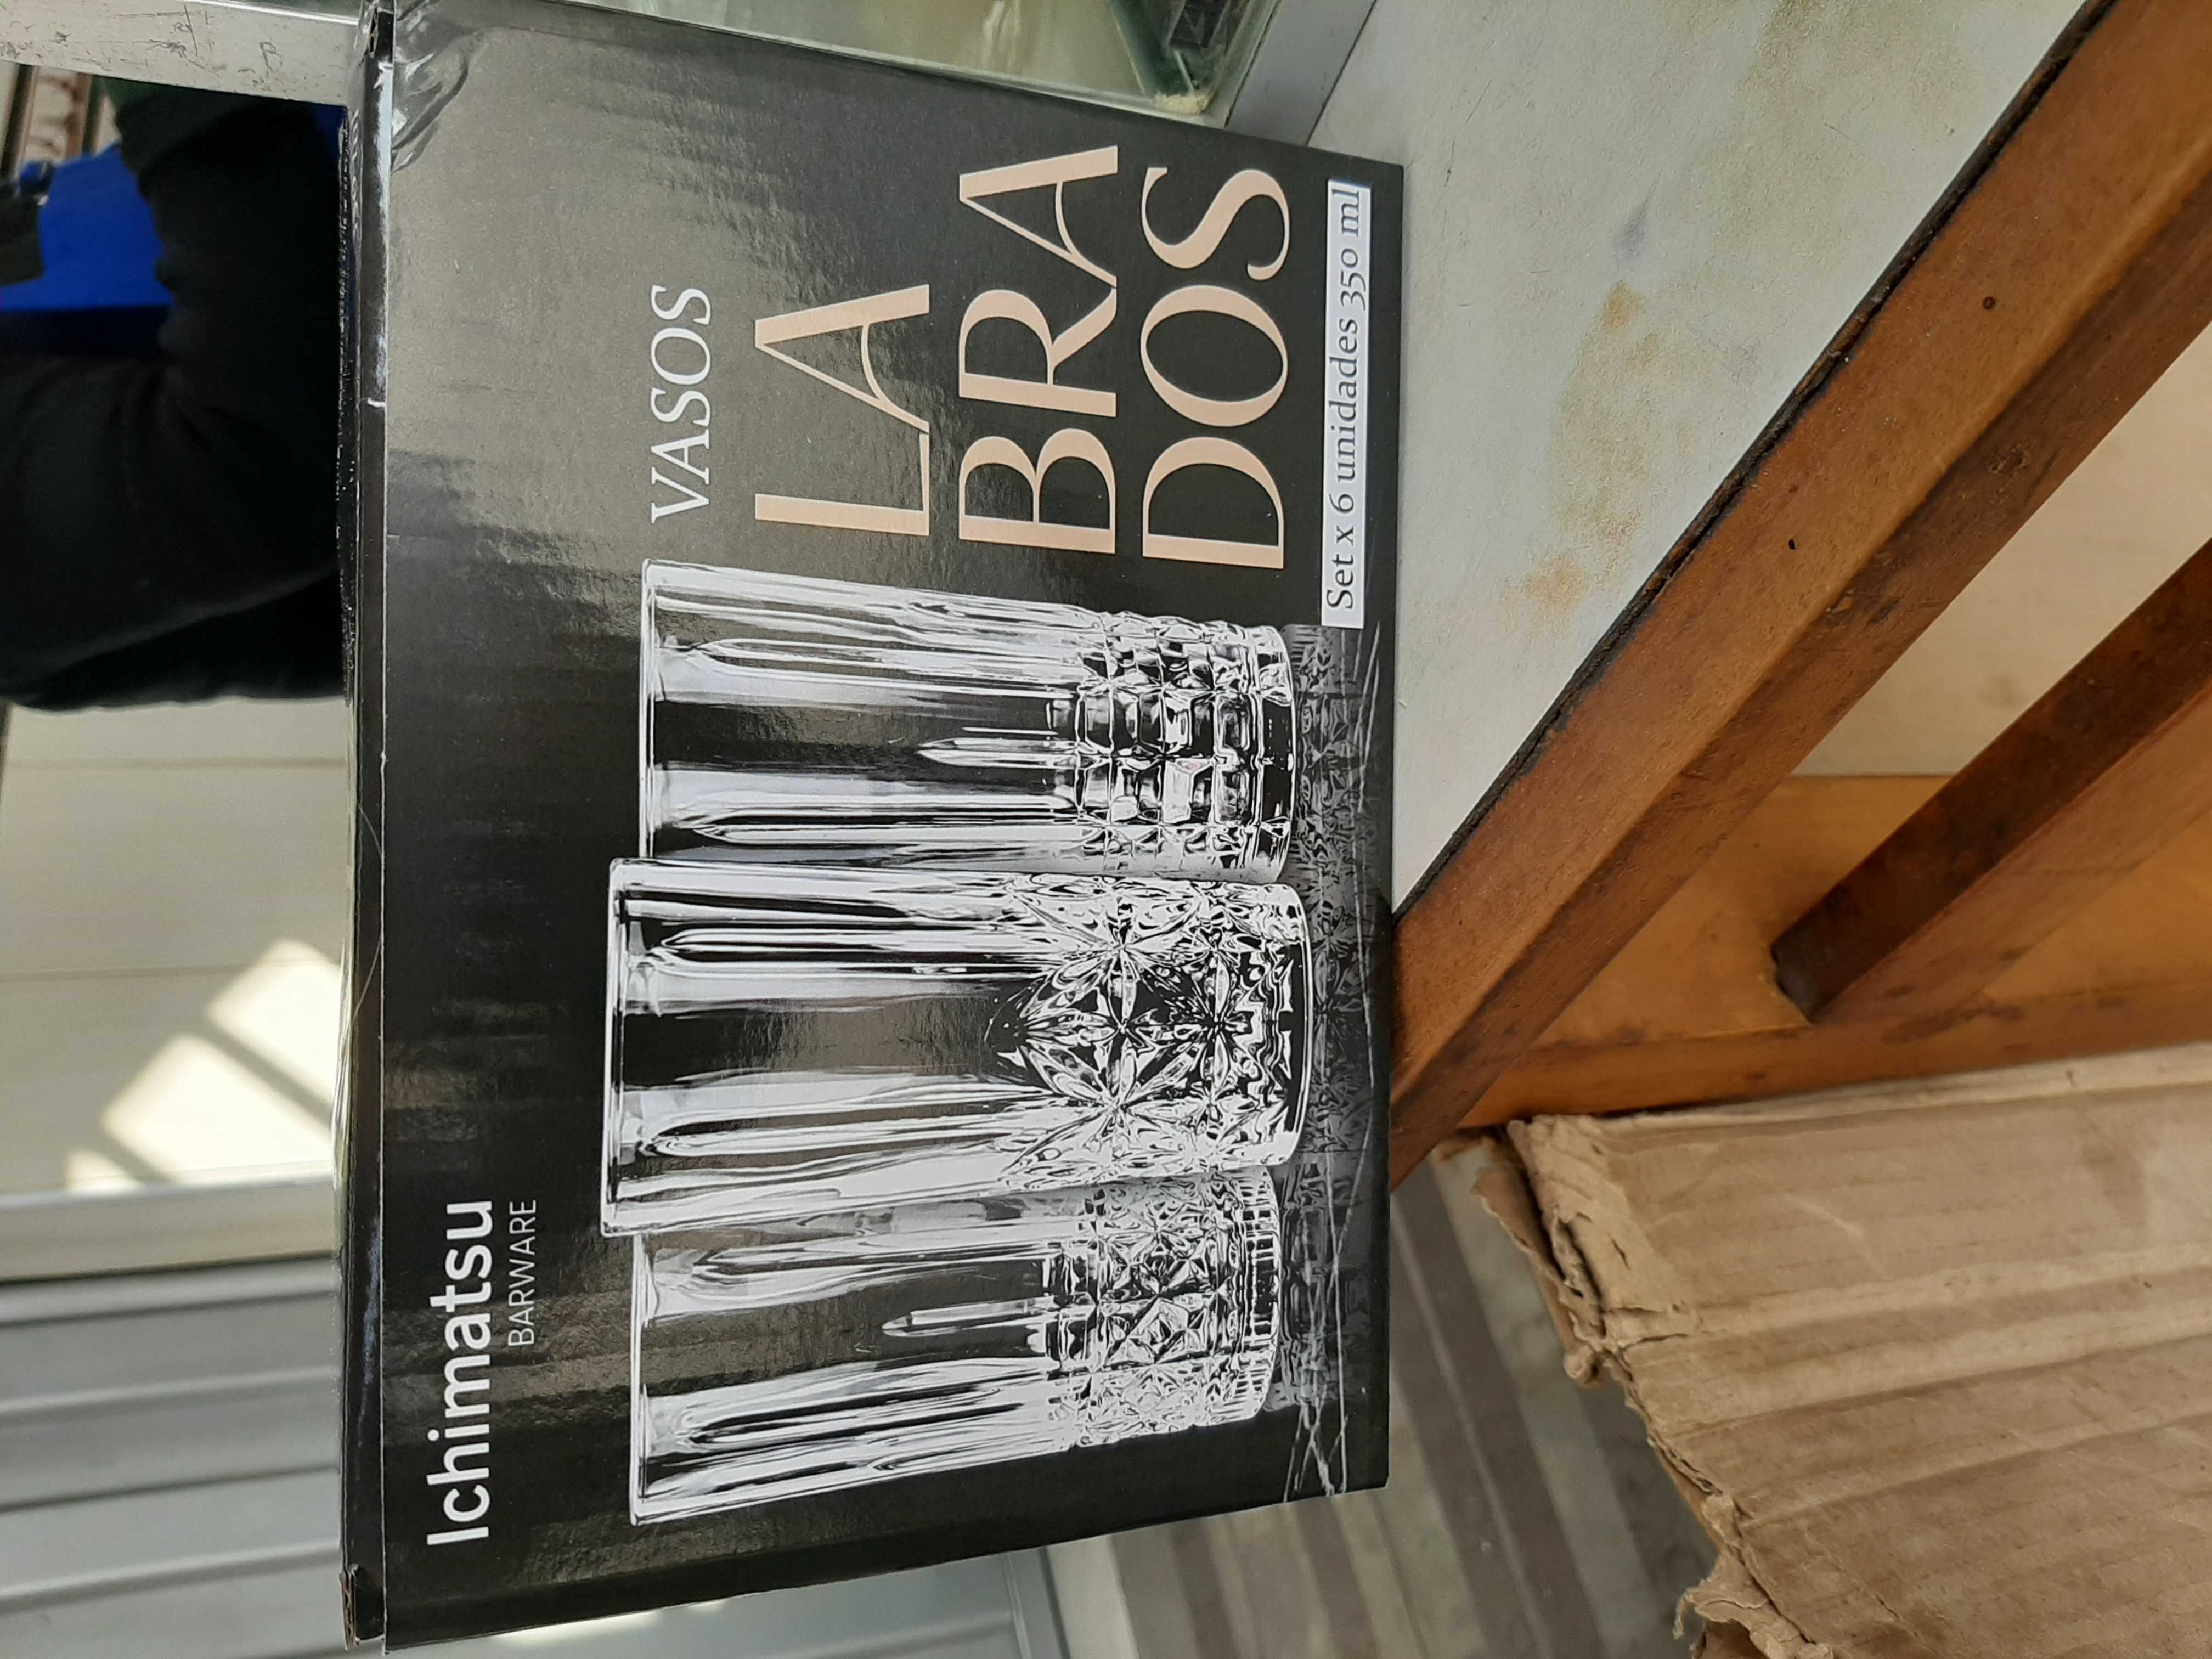 Ichimatsu
BARWARE
VASOS
LA
BRA
DOS
Set x 6 unidades 350 ml